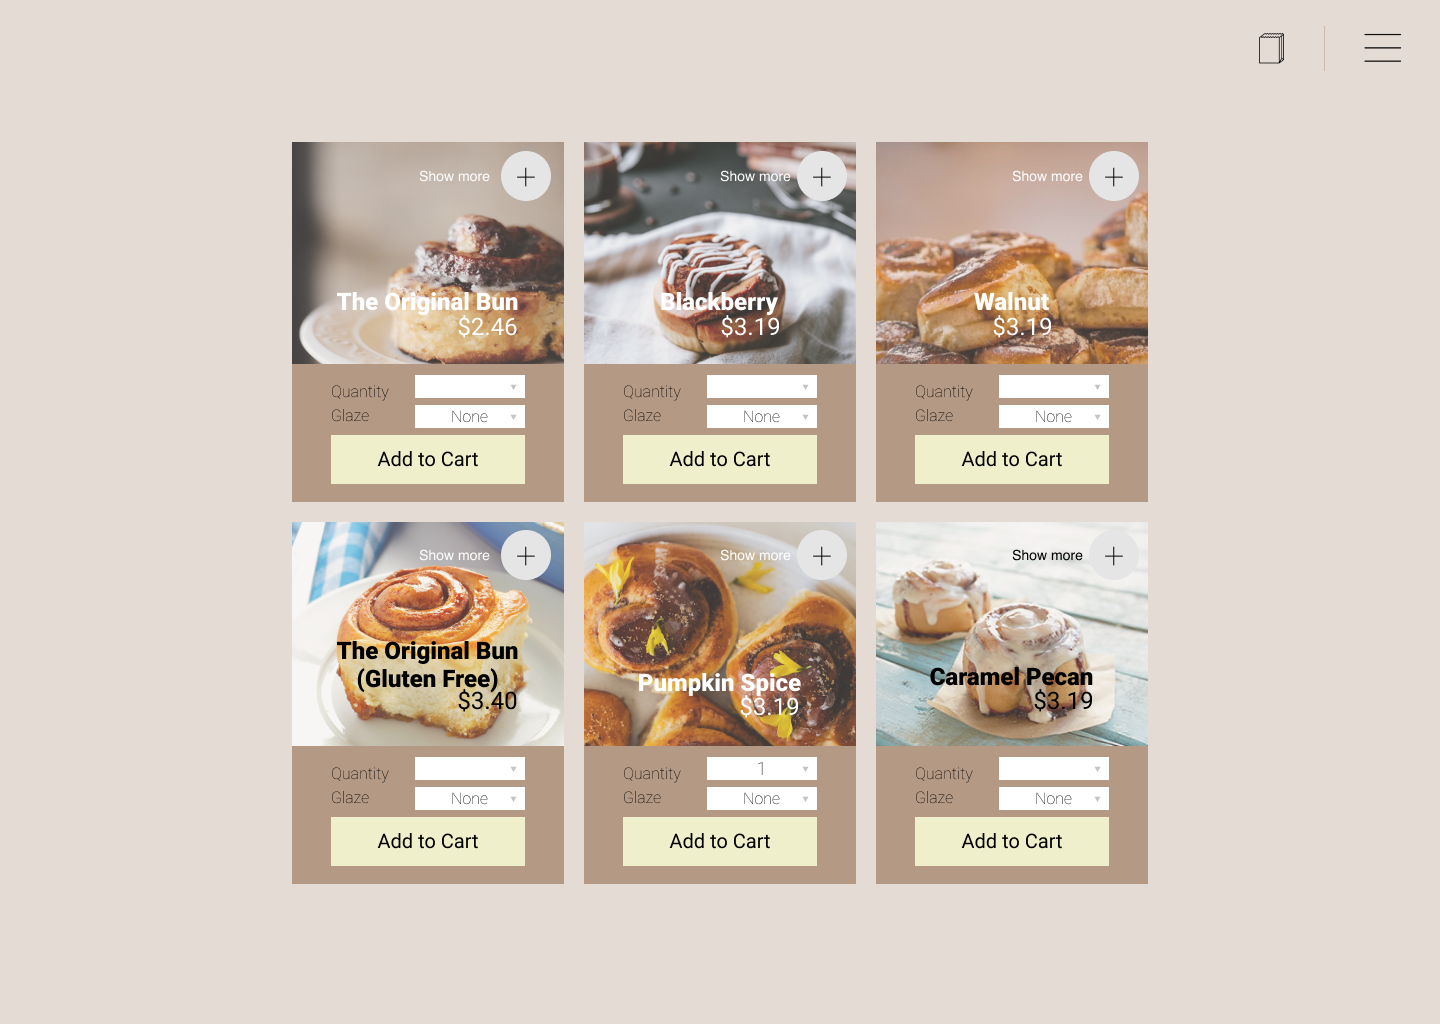 Show more
The Original Bun
$2.46
Quantity
Glaze
None
Add to Cart
Show more
Blackberry
$3.19
Quantity
Glaze
None
Add to Cart
Show more
Walnut
$3.19
Quantity
Glaze
None
Add to Cart
Show more
The Original Bun
(Gluten Free)
$3.40
Quantity
Glaze
None
Add to Cart
Show more
Pumpkin Spice
$3.19
Quantity
1
Glaze
None
Add to Cart
Show more
Caramel Pecan
$3.19
Quantity
Glaze
None
Add to Cart